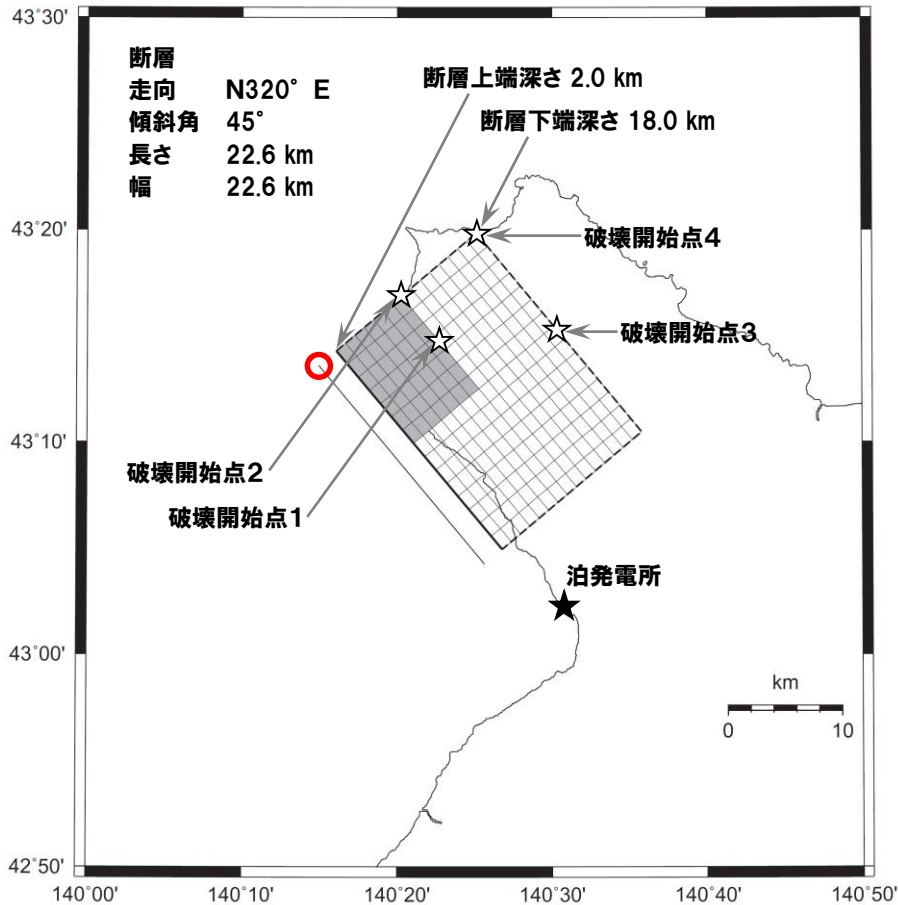 43°30'
断層
走向 N320° E
傾斜角 45°
長さ 22.6 km
幅 22.6 km
断層上端深さ 2.0 km
断層下端深さ 18.0 km
43°20'
破壊開始点4
破壊開始点3
43°10'
破壊開始点2
破壊開始点1
泊発電所
43°00'
km
0 10
42°50'
140°00' 140°10' 140°20' 140°30' 140°40' 140°50'